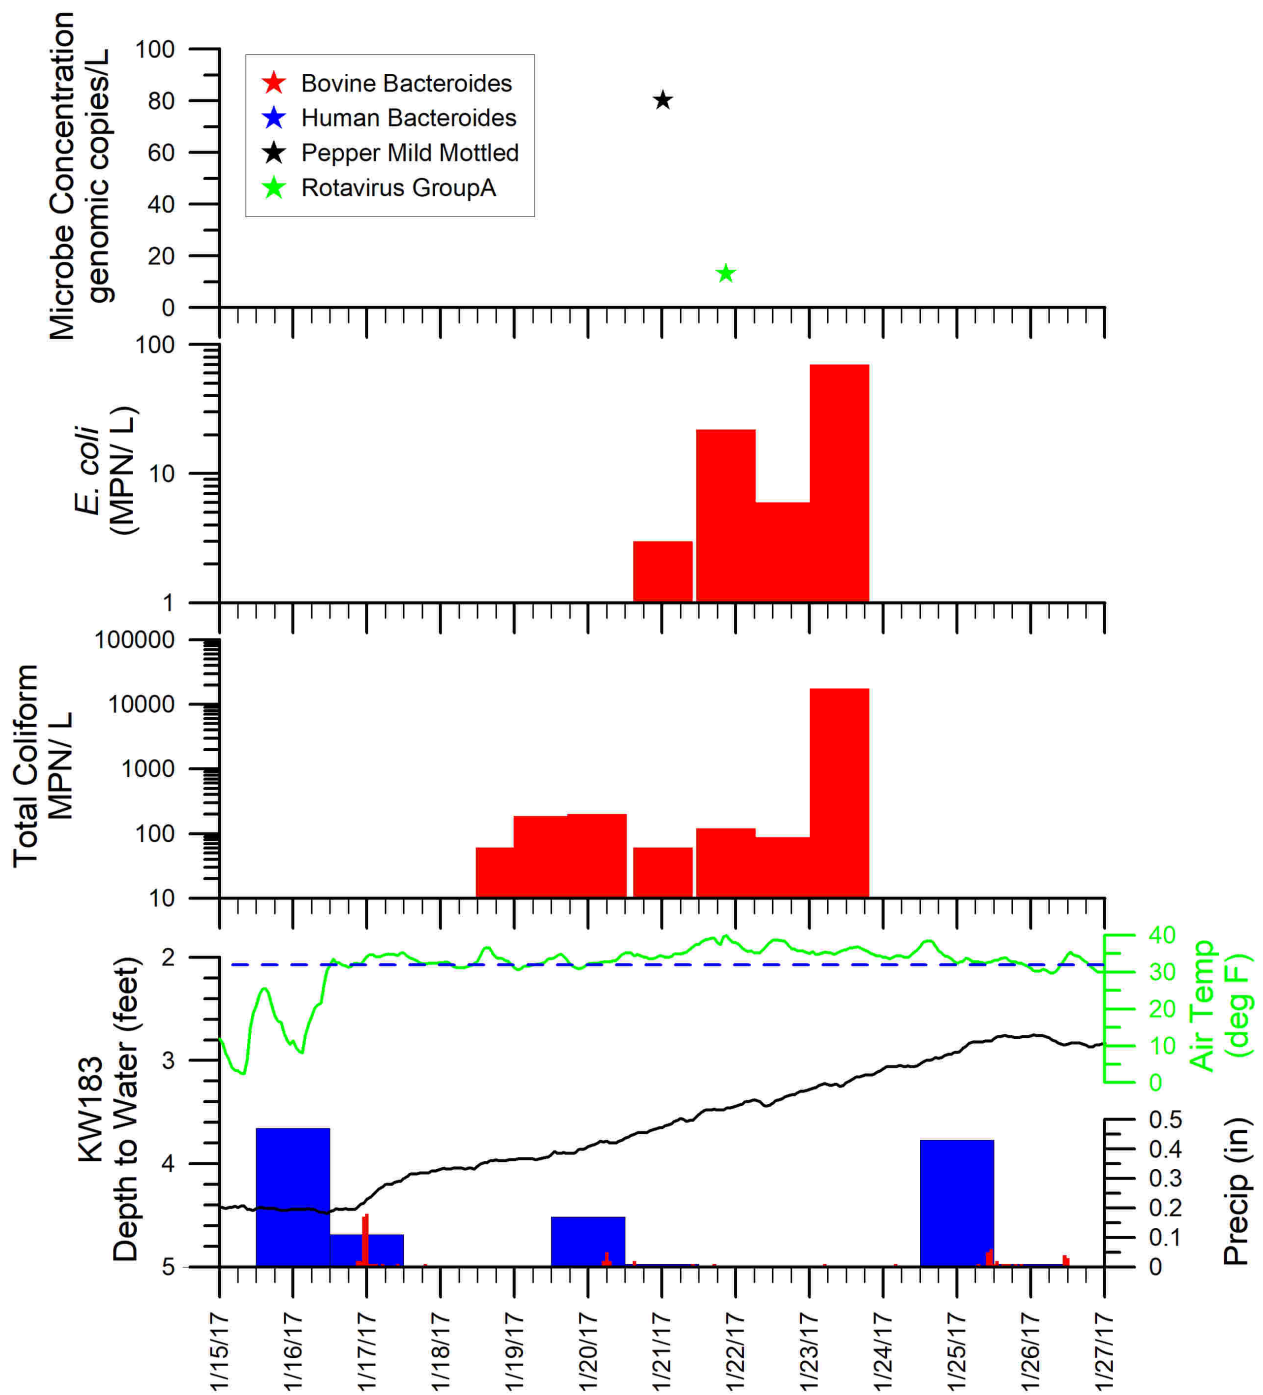 Microbe Concentration
genomic copies/L
100
80
60
40
20
0
Bovine Bacteroides
Human Bacteroides
Pepper Mild Mottled
Rotavirus GroupA
E. coli
(MPN/ L)
100
10
1
Total Coliform
MPN/ L
100000
10000
1000
100
10
KW183
Depth to Water (feet)
2
3
4
5
40
30
20
10
0
Air Temp
(deg F)
0.5
0.4
0.3
0.2
0.1
0
Precip (in)
1/15/17
1/16/17
1/17/17
1/18/17
1/19/17
1/20/17
1/21/17
1/22/17
1/23/17
1/24/17
1/25/17
1/26/17
1/27/17